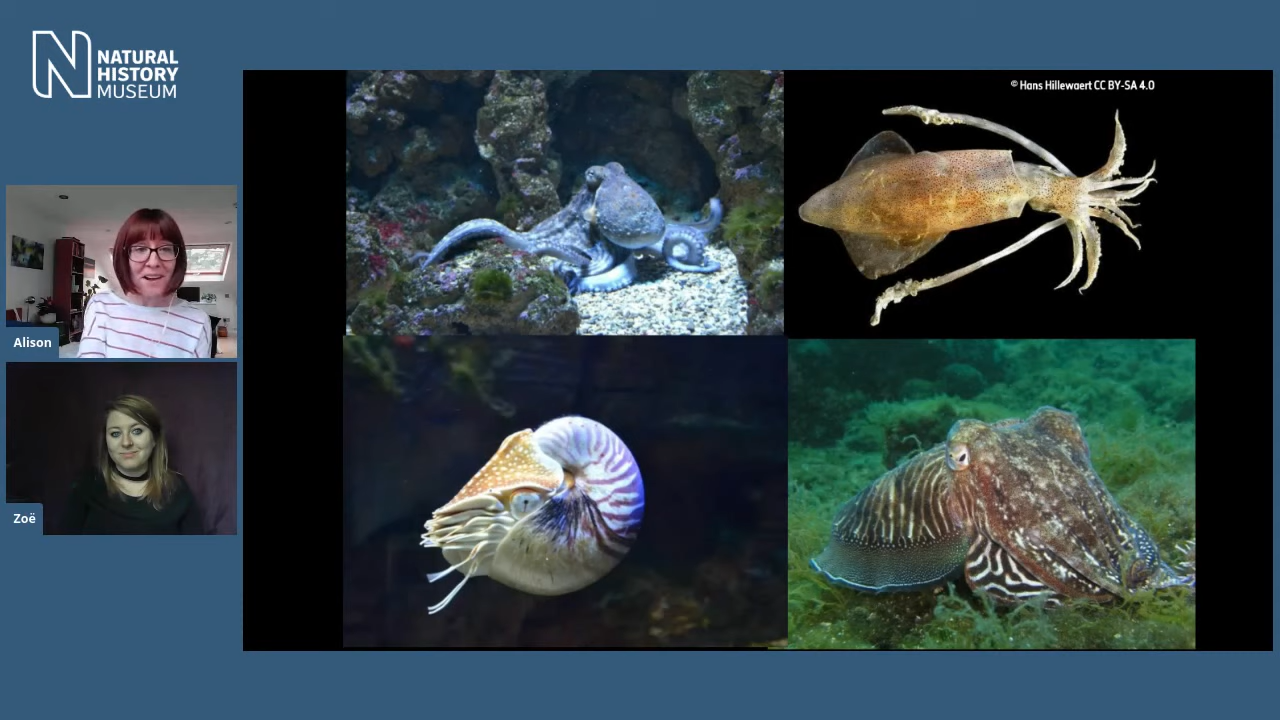 NATURAL
HISTORY
MUSEUM
© Hans Hillewaert CC BY-SA 4.0
Alison
Zoë